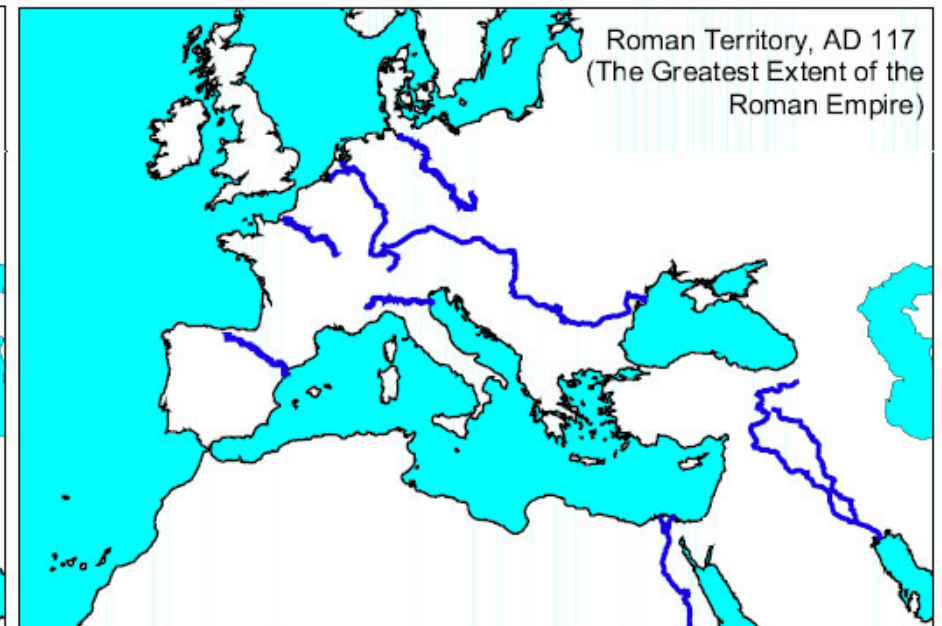 Roman Territory, AD 117
(The Greatest Extent of the
Roman Empire)